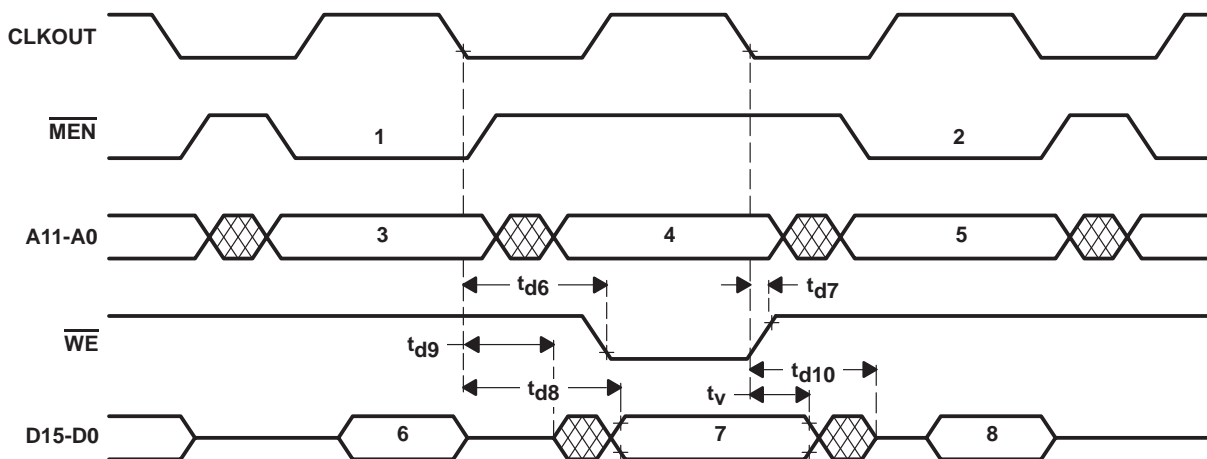 CLKOUT
MEN
1
2
A11-A0
3
4
5
td6
td7
WE
td9
td10
td8
tv
D15-D0
6
7
8